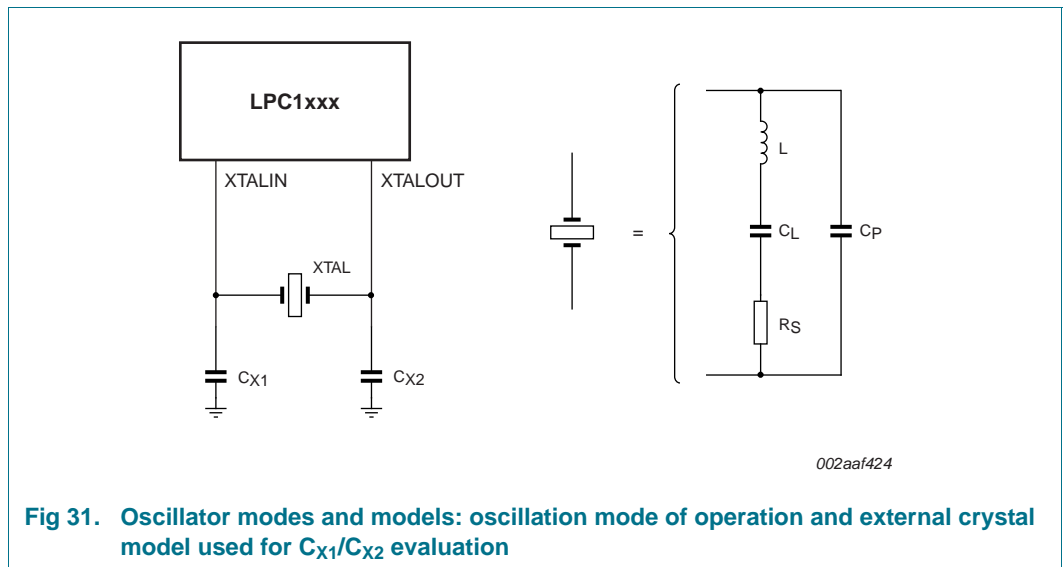 LPC1xxx
XTALIN
XTALOUT
XTAL
CX1
CX2
=
L
CL
CP
RS
002aaf424
Fig 31. Oscillator modes and models: oscillation mode of operation and external crystal
model used for CX1/CX2 evaluation